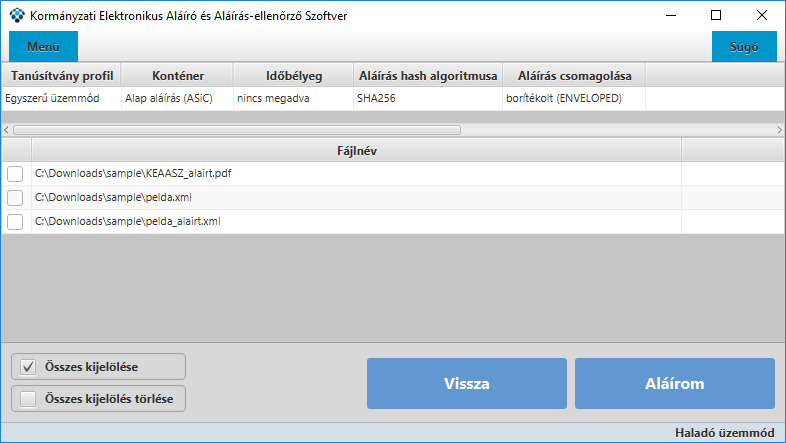 Kormányzati Elektronikus Aláíró és Aláírás-ellenőrző Szoftver
Menü Súgó
Tanúsítvány profil Konténer Időbélyeg Aláírás hash algoritmusa Aláírás csomagolása
Egyszerű üzemmód Alap aláírás (ASiC) nincs megadva SHA256 borítékolt (ENVELOPED)
Fájlnév
C:\Downloads\sample\KEAASZ_alairt.pdf
C:\Downloads\sample\pelda.xml
C:\Downloads\sample\pelda_alairt.xml
Összes kijelölése
Összes kijelölés törlése
Vissza Aláírom
Haladó üzemmód